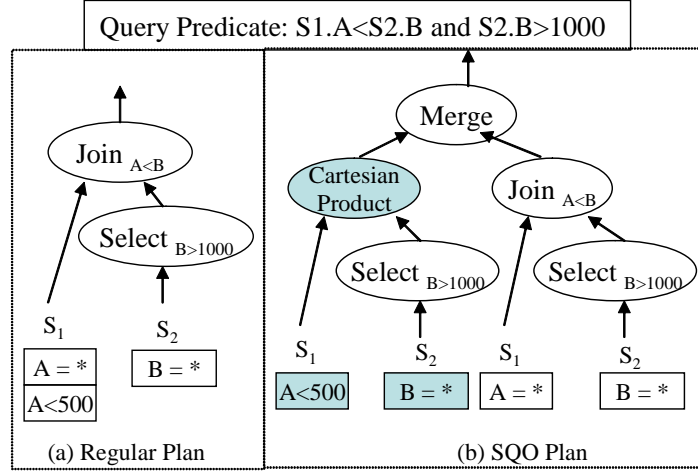 Query Predicate: S1.A<S2.B and S2.B>1000
Join A<B
Select B>1000
S1
S2
A = *
B = *
A<500
(a) Regular Plan
Merge
Cartesian
Product
Join A<B
Select B>1000
Select B>1000
S1
S2
S1
S2
A<500
B = *
A = *
B = *
(b) SQO Plan